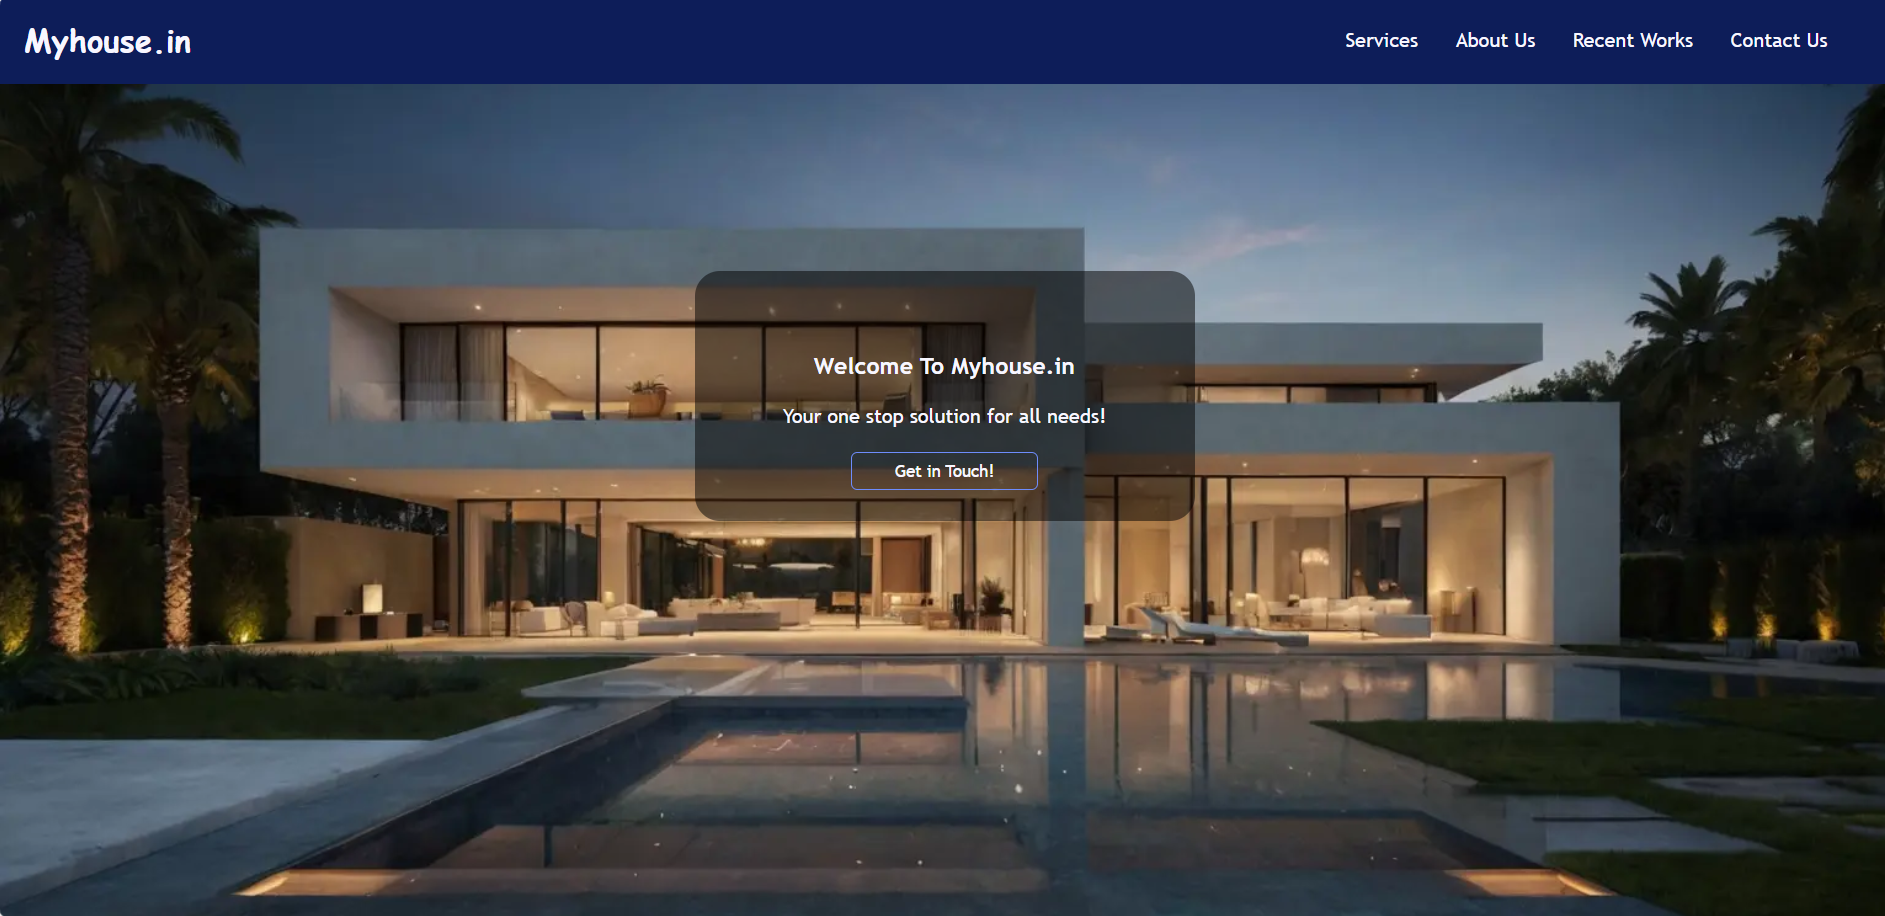 Myhouse.in
Services
About Us
Recent Works
Contact Us
Welcome To Myhouse.in
Your one stop solution for all needs!
Get in Touch!